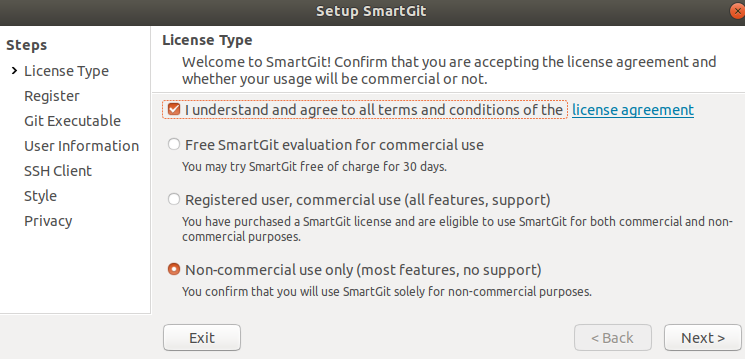 Setup SmartGit
Steps
License Type
Register
Git Executable
User Information
SSH Client
Style
Privacy
License Type
Welcome to SmartGit! Confirm that you are accepting the license agreement and
whether your usage will be commercial or not.
I understand and agree to all terms and conditions of the license agreement
Free SmartGit evaluation for commercial use
You may try SmartGit free of charge for 30 days.
Registered user, commercial use (all features, support)
You have purchased a SmartGit license and are eligible to use SmartGit for both commercial and non-
commercial purposes.
Non-commercial use only (most features, no support)
You confirm that you will use SmartGit solely for non-commercial purposes.
Exit
< Back
Next >